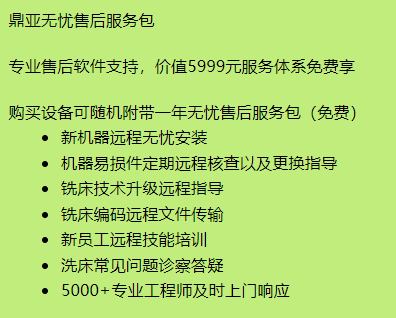 鼎亚无忧售后服务包
专业售后软件支持，价值5999元服务体系免费享
购买设备可随机附带一年无忧售后服务包（免费）
• 新机器远程无忧安装
• 机器易损件定期远程核查以及更换指导
• 铣床技术升级远程指导
• 铣床编码远程文件传输
• 新员工远程技能培训
• 洗床常见问题诊察答疑
• 5000+专业工程师及时上门响应